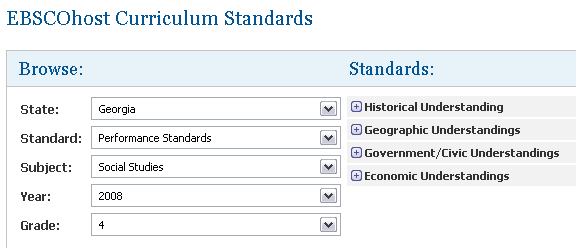 EBSCOhost Curriculum Standards
Browse:
State: Georgia
Standard: Performance Standards
Subject: Social Studies
Year: 2008
Grade: 4
Standards:
Historical Understanding
Geographic Understandings
Government/Civic Understandings
Economic Understandings